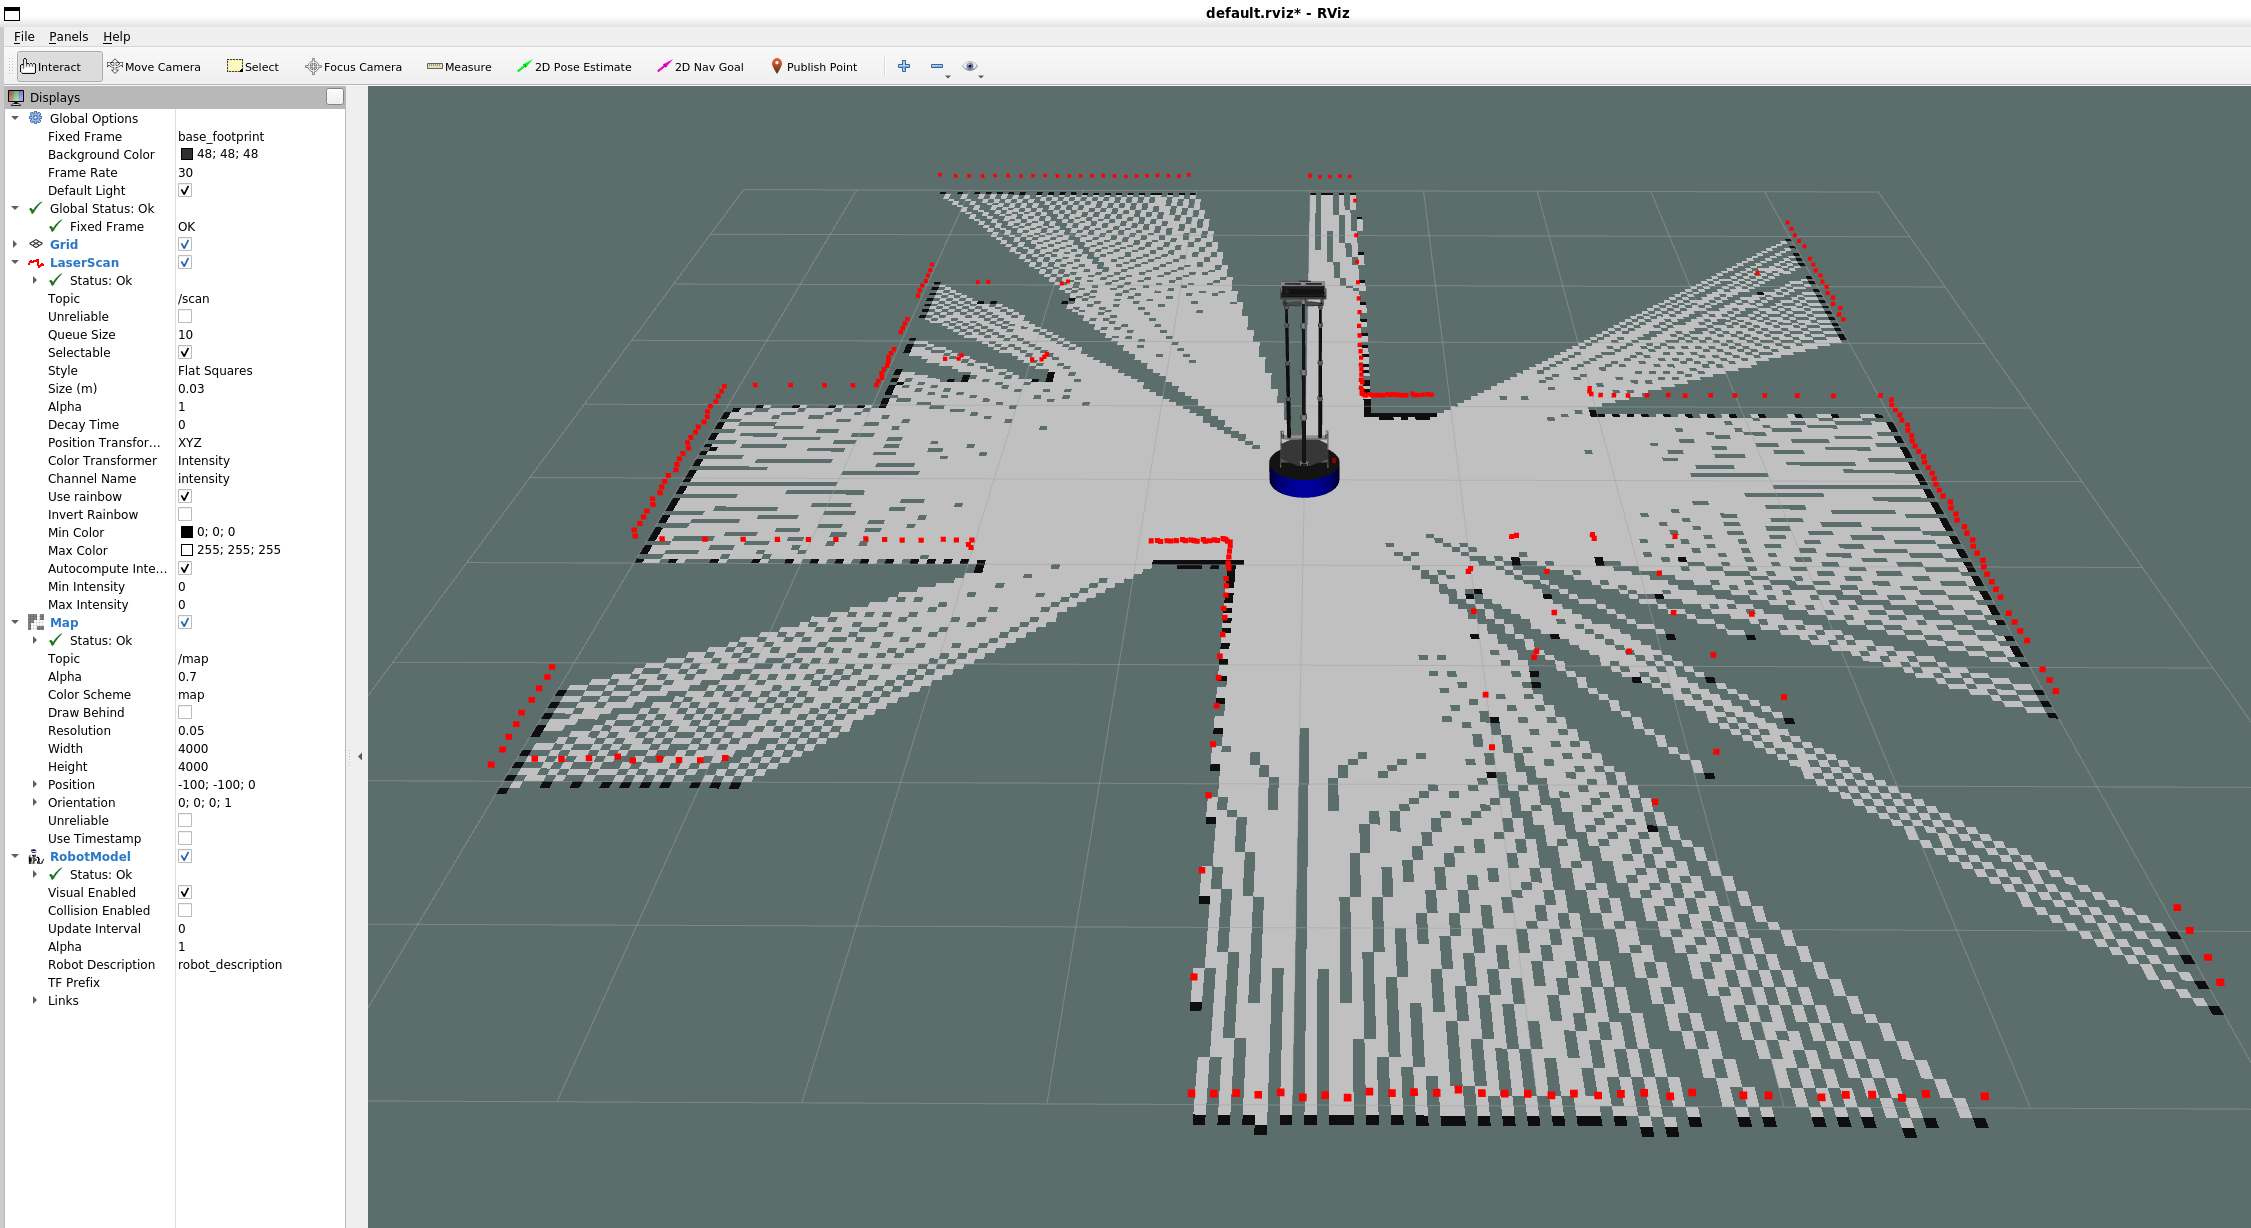 default.rviz* - RViz
File Panels Help
Interact Move Camera Select Focus Camera Measure 2D Pose Estimate 2D Nav Goal Publish Point
Displays
Global Options
Fixed Frame base_footprint
Background Color 48; 48; 48
Frame Rate 30
Default Light
Global Status: Ok
Fixed Frame OK
Grid
LaserScan
Status: Ok
Topic /scan
Unreliable
Queue Size 10
Selectable
Style Flat Squares
Size (m) 0.03
Alpha 1
Decay Time 0
Position Transfor... XYZ
Color Transformer Intensity
Channel Name intensity
Use rainbow
Invert Rainbow
Min Color 0; 0; 0
Max Color 255; 255; 255
Autocompute Inte...
Min Intensity 0
Max Intensity 0
Map
Status: Ok
Topic /map
Alpha 0.7
Color Scheme map
Draw Behind
Resolution 0.05
Width 4000
Height 4000
Position -100; -100; 0
Orientation 0; 0; 0; 1
Unreliable
Use Timestamp
RobotModel
Status: Ok
Visual Enabled
Collision Enabled
Update Interval 0
Alpha 1
Robot Description robot_description
TF Prefix
Links